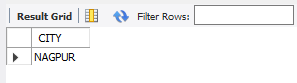 Result Grid Filter Rows:
CITY
NAGPUR